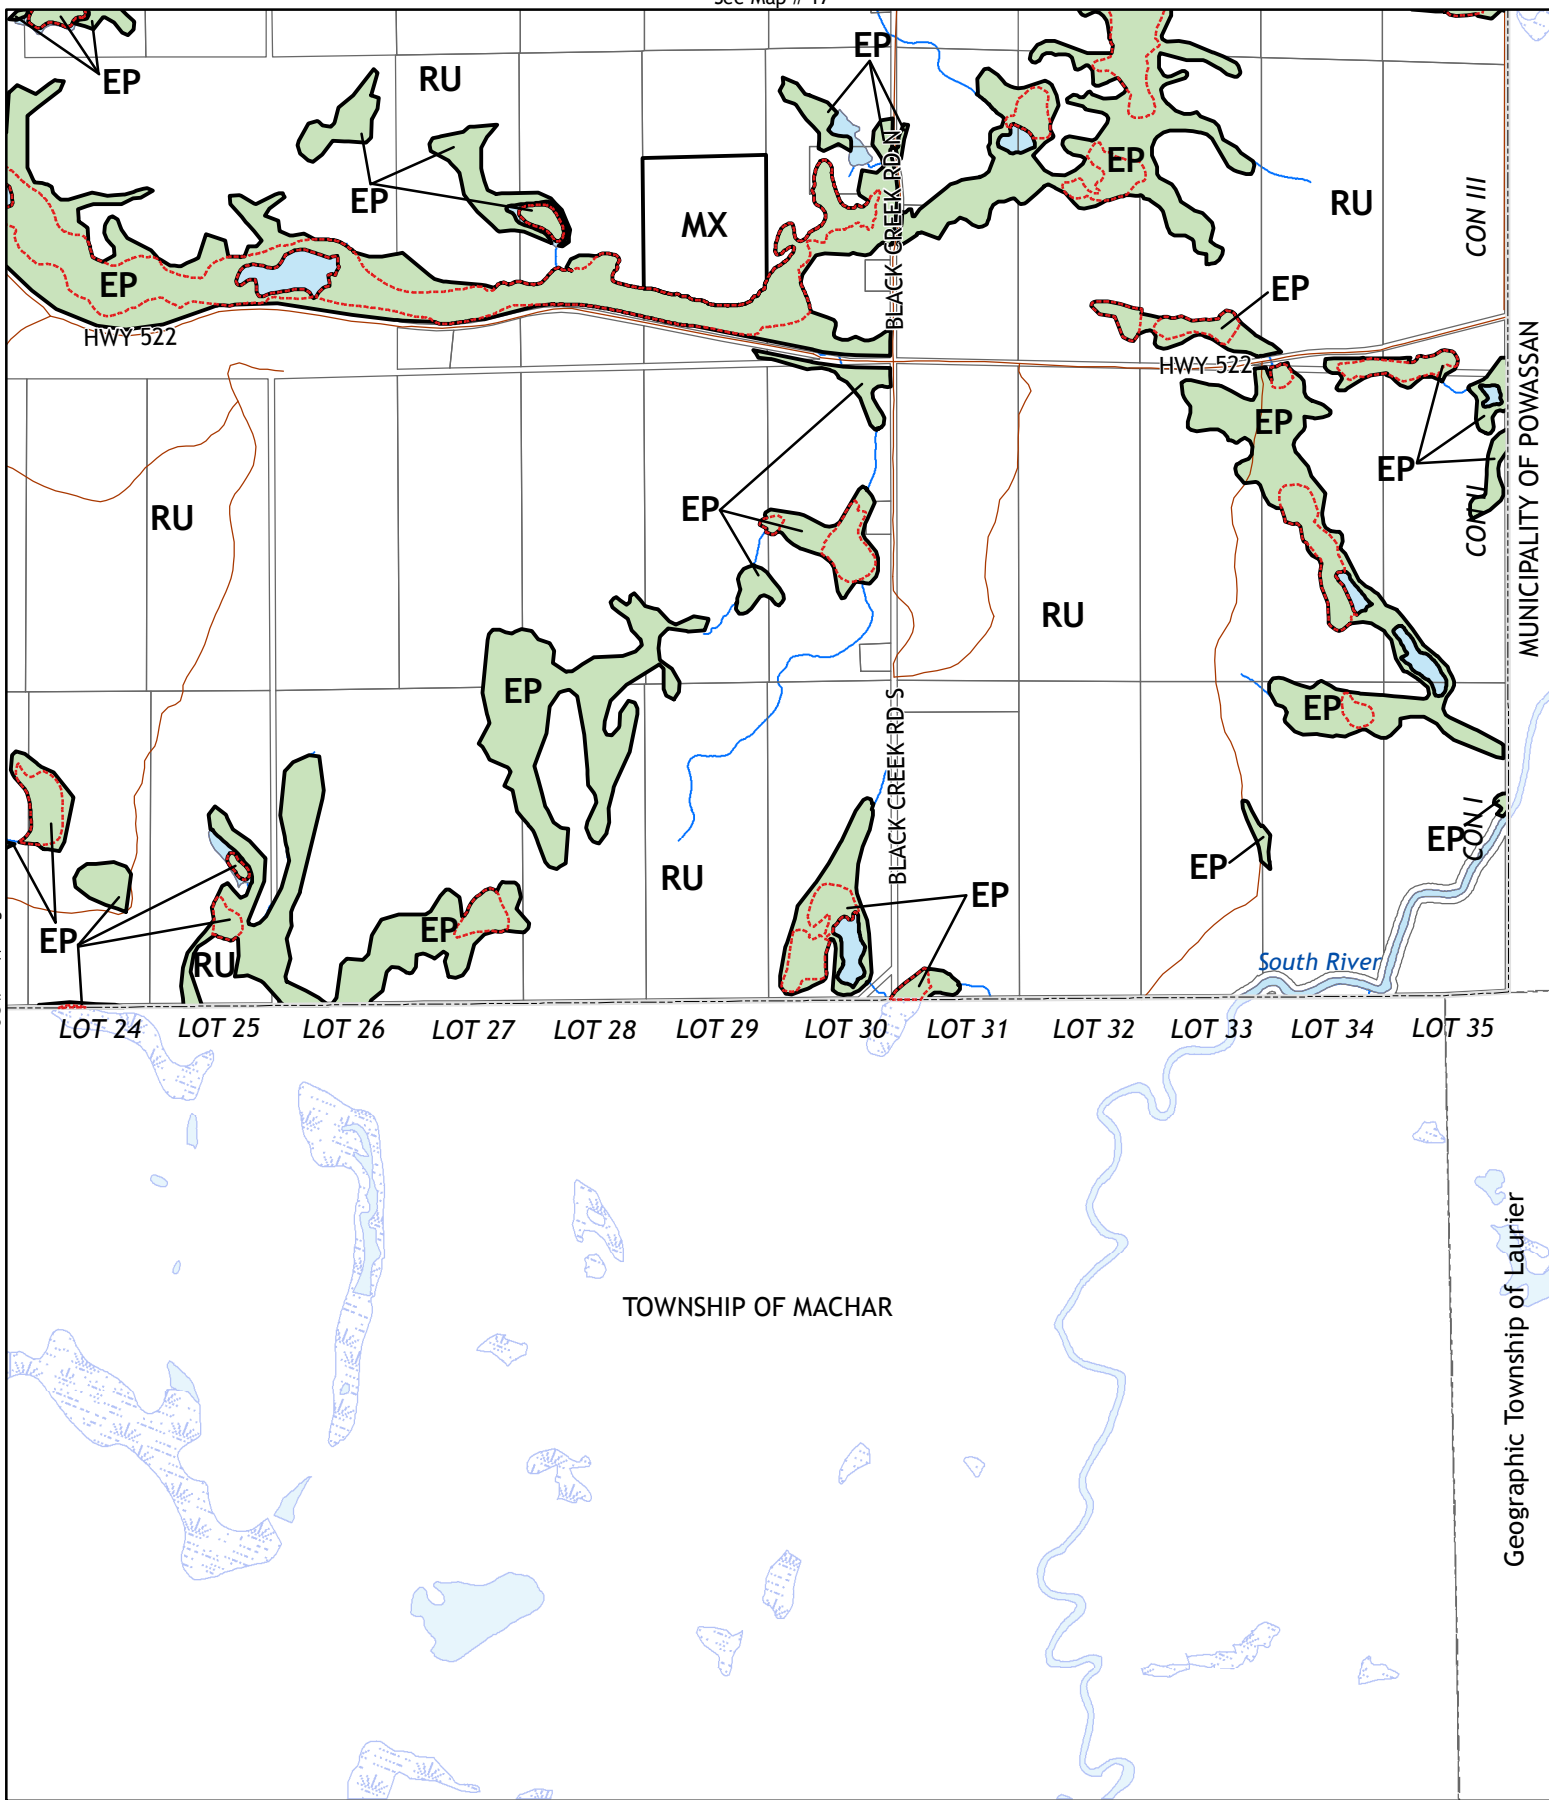 EP
RU
EP
EP
RU
EP
MX
CON III
BLACK CREEK RD N
EP
EP
HWY 522
HWY 522
EP
EP
MUNICIPALITY OF POWASSAN
RU
EP
CON II
RU
EP
EP
BLACK CREEK RD S
RU
EP
EP
CON I
EP
EP
EP
RU
South River
LOT 24
LOT 25
LOT 26
LOT 27
LOT 28
LOT 29
LOT 30
LOT 31
LOT 32
LOT 33
LOT 34
LOT 35
TOWNSHIP OF MACHAR
Geographic Township of Laurier